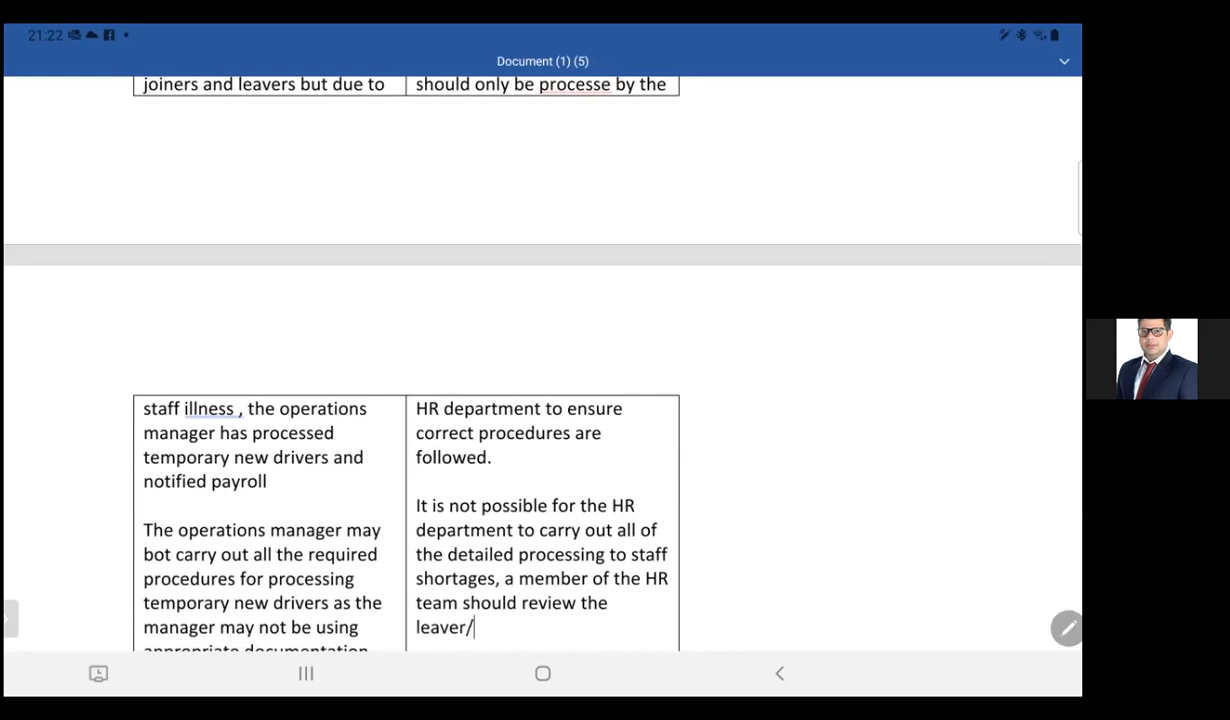 21:22
Document (1) (5)
joiners and leavers but due to
should only be processe by the
staff illness , the operations
manager has processed
temporary new drivers and
notified payroll
The operations manager may
bot carry out all the required
procedures for processing
temporary new drivers as the
manager may not be using
appropriate documentation
HR department to ensure
correct procedures are
followed.
It is not possible for the HR
department to carry out all of
the detailed processing to staff
shortages, a member of the HR
team should review the
leaver/